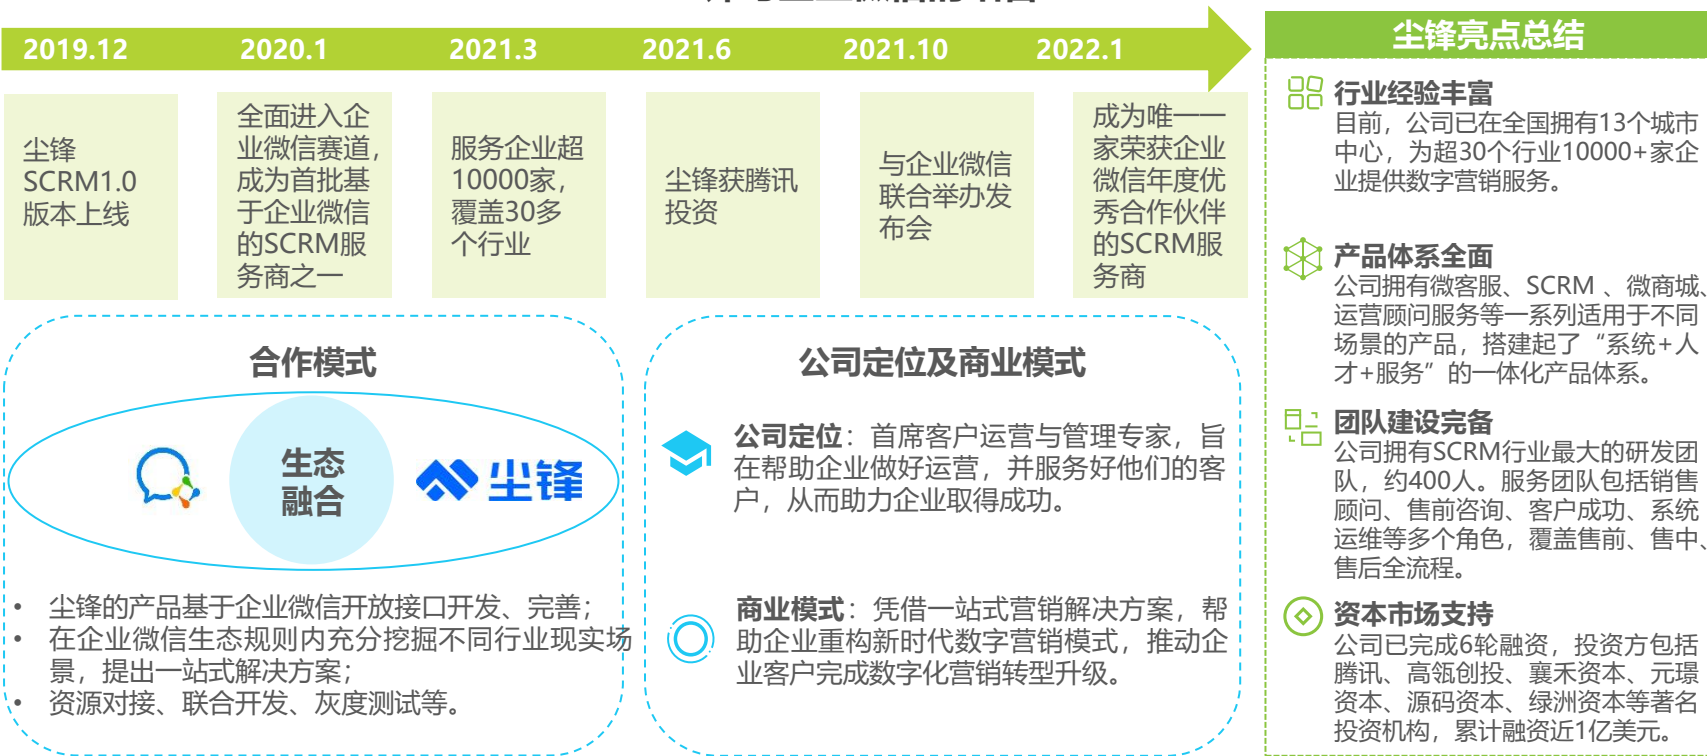 2019.12
2020.1
2021.3
2021.6
2021.10
2022.1
尘锋
SCRM1.0
版本上线
全面进入企
业微信赛道，
成为首批基
于企业微信
的SCRM服
务商之一
服务企业超
10000家，
覆盖30多
个行业
尘锋获腾讯
投资
与企业微信
联合举办发
布会
成为唯一一
家荣获企业
微信年度优
秀合作伙伴
的SCRM服
务商
合作模式
生态
融合
尘锋
• 尘锋的产品基于企业微信开放接口开发、完善；
• 在企业微信生态规则内充分挖掘不同行业现实场
景，提出一站式解决方案；
• 资源对接、联合开发、灰度测试等。
公司定位及商业模式
公司定位：首席客户运营与管理专家，旨
在帮助企业做好运营，并服务好他们的客
户，从而助力企业取得成功。
商业模式：凭借一站式营销解决方案，帮
助企业重构新时代数字营销模式，推动企
业客户完成数字化营销转型升级。
尘锋亮点总结
行业经验丰富
目前，公司已在全国拥有13个城市
中心，为超30个行业10000+家企
业提供数字营销服务。
产品体系全面
公司拥有微客服、SCRM 、微商城、
运营顾问服务等一系列适用于不同
场景的产品，搭建起了“系统+人
才+服务”的一体化产品体系。
团队建设完备
公司拥有SCRM行业最大的研发团
队，约400人。服务团队包括销售
顾问、售前咨询、客户成功、系统
运维等多个角色，覆盖售前、售中、
售后全流程。
资本市场支持
公司已完成6轮融资，投资方包括
腾讯、高瓴创投、襄禾资本、元璟
资本、源码资本、绿洲资本等著名
投资机构，累计融资近1亿美元。